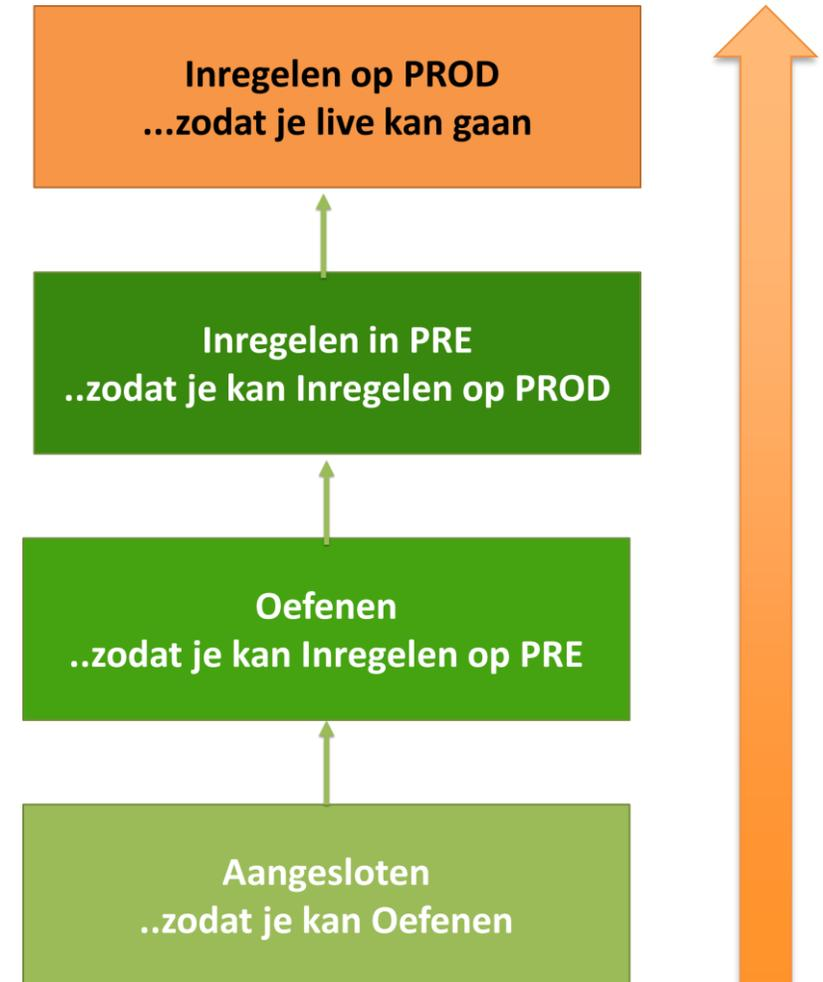 Inregelen op PROD
...zodat je live kan gaan
Inregelen in PRE
..zodat je kan Inregelen op PROD
Oefenen
..zodat je kan Inregelen op PRE
Aangesloten
..zodat je kan Oefenen